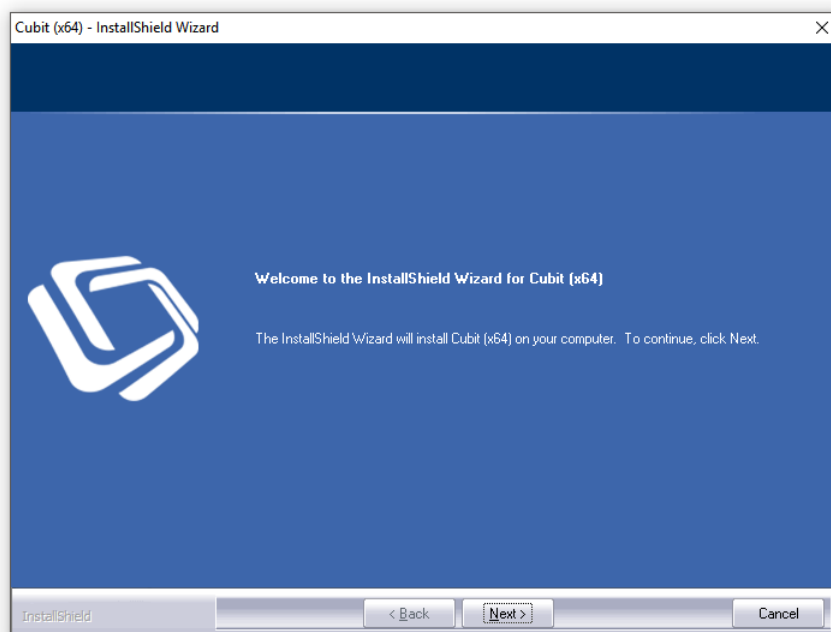 Cubit (x64) - InstallShield Wizard
Welcome to the InstallShield Wizard for Cubit (x64)
The InstallShield Wizard will install Cubit (x64) on your computer.  To continue, click Next.
InstallShield
< Back
Next >
Cancel